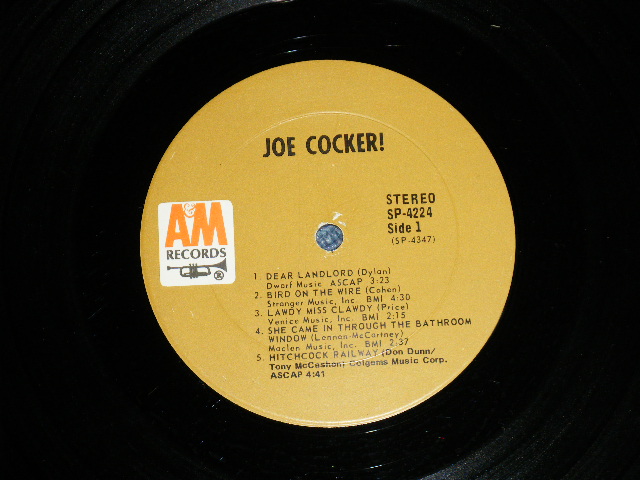 JOE COCKER!
A&M
RECORDS
®
STEREO
SP-4224
Side 1
(SP-4347)
1. DEAR LANDLORD (Dylan)
Dwarf Music ASCAP 3:23
2. BIRD ON THE WIRE (Cohen)
Stranger Music, Inc. BMI 4:30
3. LAWDY MISS CLAWDY (Price)
Venice Music, Inc. BMI 2:15
4. SHE CAME IN THROUGH THE BATHROOM
WINDOW (Lennon-McCartney)
Maclen Music, Inc. BMI 2:37
5. HITCHCOCK RAILWAY (Don Dunn/
Tony McCashen) Colgems Music Corp.
ASCAP 4:41